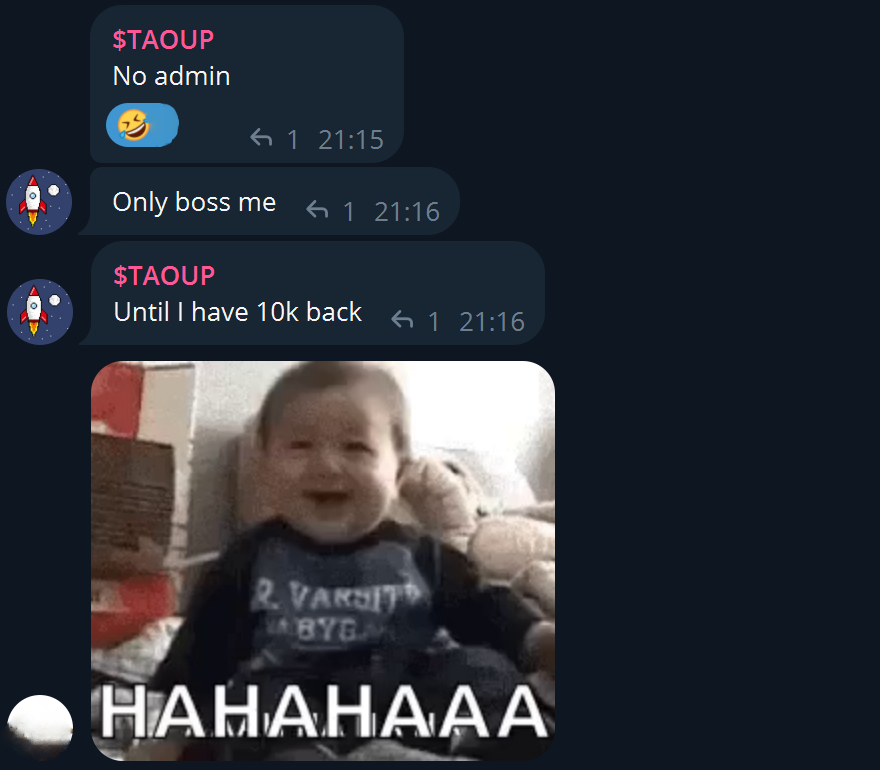 $TAOUP
No admin
1 21:15
Only boss me
1 21:16
$TAOUP
Until I have 10k back
1 21:16
R. VARSITY
HAHAHAAA